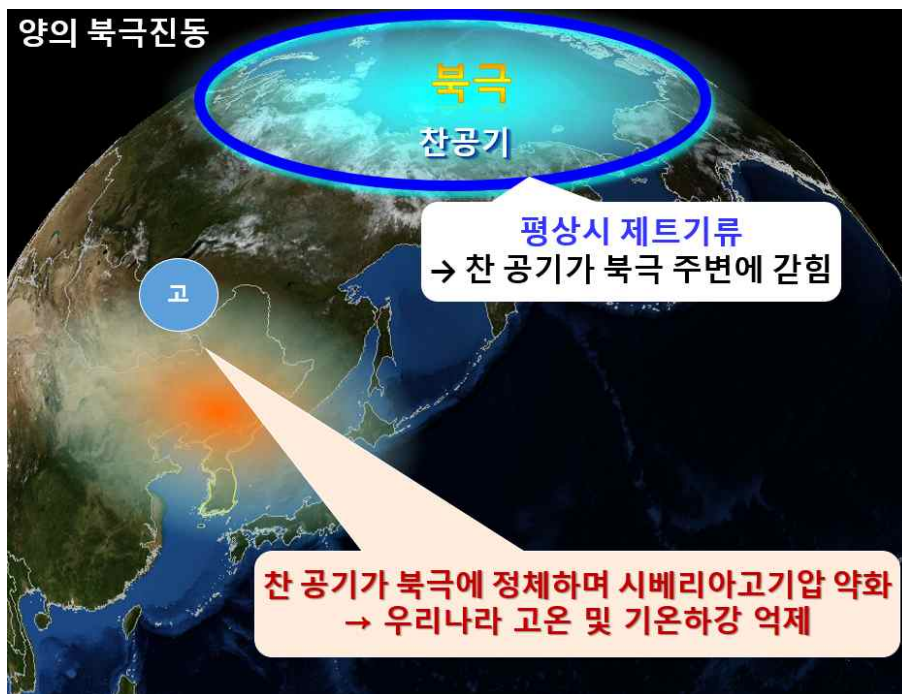 양의 북극진동
북극
찬공기
평상시 제트기류
→ 찬 공기가 북극 주변에 갇힘
고
찬 공기가 북극에 정체하며 시베리아고기압 약화
→ 우리나라 고온 및 기온하강 억제